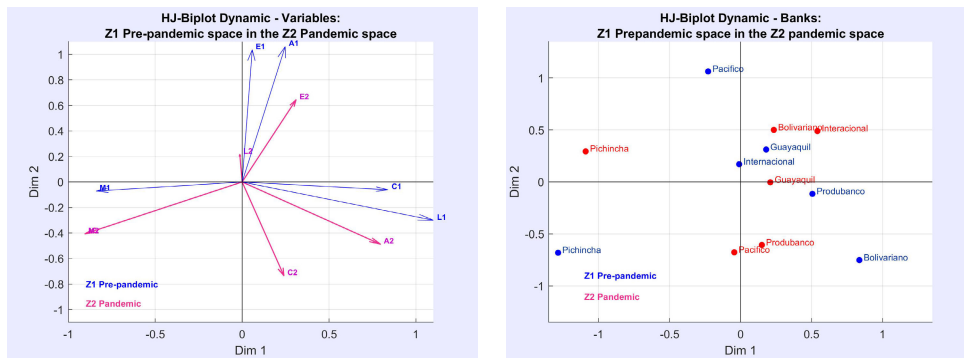 HJ-Biplot Dynamic - Variables:
Z1 Pre-pandemic space in the Z2 Pandemic space
E1
A1
E2
L2
M1
C1
L1
M2
A2
C2
Z1 Pre-pandemic
Z2 Pandemic
1
0.8
0.6
0.4
0.2
0
-0.2
-0.4
-0.6
-0.8
-1
Dim 2
-1
-0.5
0
0.5
1
Dim 1
HJ-Biplot Dynamic - Banks:
Z1 Prepandemic space in the Z2 pandemic space
Pacifico
Bolivariano
Interacional
Pichincha
Guayaquil
Internacional
Guayaquil
Produbanco
Produbanco
Pacifico
Pichincha
Bolivariano
Z1 Pre-pandemic
Z2 Pandemic
1
0.5
0
-0.5
-1
Dim 2
-1
-0.5
0
0.5
1
Dim 1